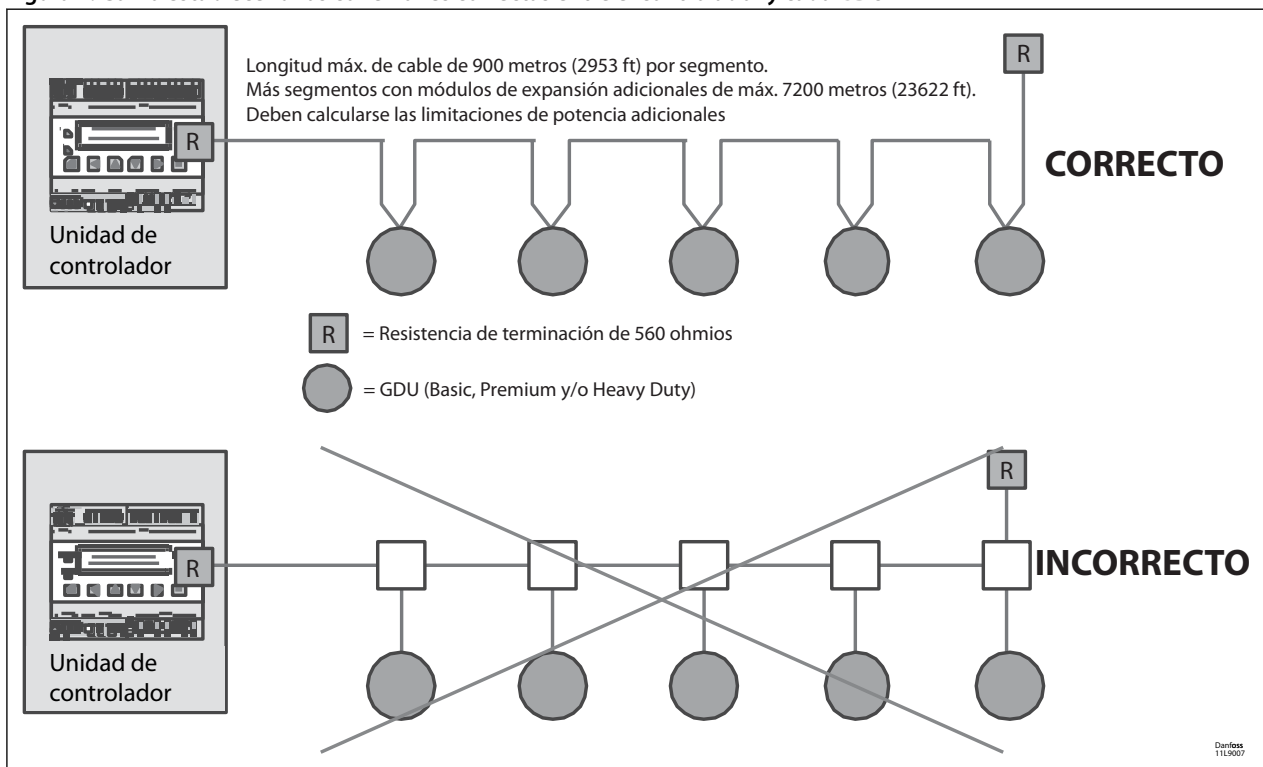 R
Longitud máx. de cable de 900 metros (2953 ft) por segmento.
Más segmentos con módulos de expansión adicionales de máx. 7200 metros (23622 ft).
Deben calcularse las limitaciones de potencia adicionales
R
CORRECTO
Unidad de
controlador
R = Resistencia de terminación de 560 ohmios
= GDU (Basic, Premium y/o Heavy Duty)
R
R
INCORRECTO
Unidad de
controlador
Danfoss
11L9007